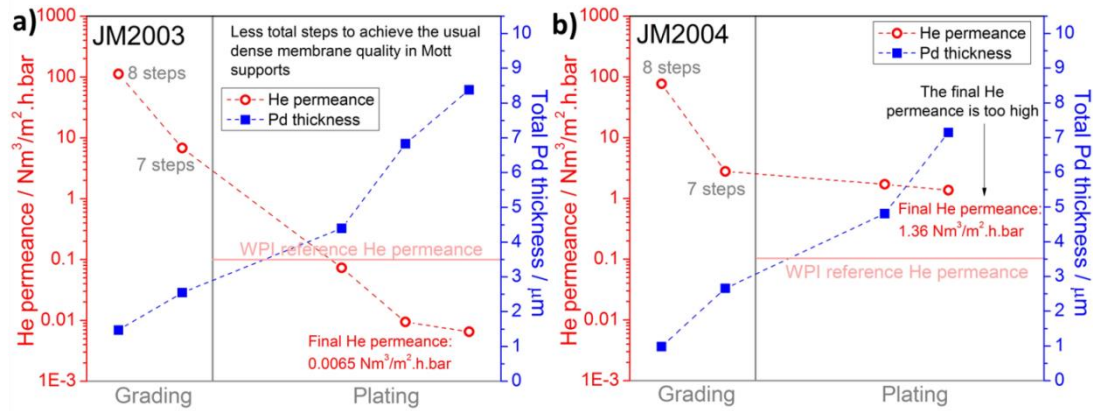 a)
JM2003
Less total steps to achieve the usual
dense membrane quality in Mott
supports
He permeance
Pd thickness
8 steps
7 steps
WPI reference He permeance
Final He permeance:
0.0065 Nm³/m².h.bar
He permeance / Nm³/m².h.bar
1000
100
10
1
0.1
0.01
1E-3
Total Pd thickness / μm
10
9
8
7
6
5
4
3
2
1
0
Grading
Plating
b)
JM2004
He permeance
Pd thickness
8 steps
7 steps
The final He
permeance is too high
Final He permeance:
1.36 Nm³/m².h.bar
WPI reference He permeance
He permeance / Nm³/m².h.bar
1000
100
10
1
0.1
0.01
1E-3
Total Pd thickness / μm
10
9
8
7
6
5
4
3
2
1
0
Grading
Plating